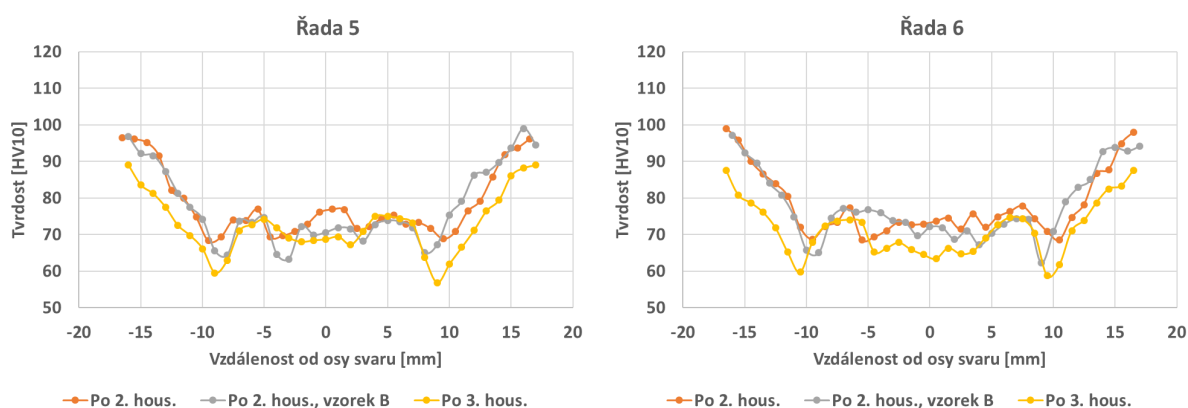 Řada 5
120
110
100
90
80
70
60
50
Tvrdost [HV10]
-20 -15 -10 -5 0 5 10 15 20
Vzdálenost od osy svaru [mm]
Po 2. hous. Po 2. hous., vzorek B Po 3. hous.
Řada 6
120
110
100
90
80
70
60
50
Tvrdost [HV10]
-20 -15 -10 -5 0 5 10 15 20
Vzdálenost od osy svaru [mm]
Po 2. hous. Po 2. hous., vzorek B Po 3. hous.